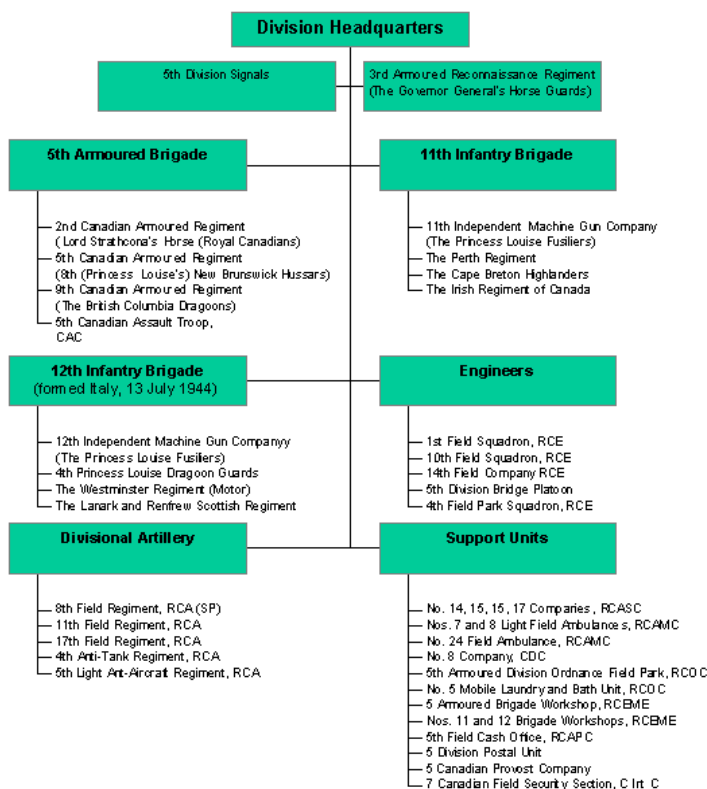 Division Headquarters
5th Division Signals
3rd Armoured Reconnaissance Regiment
(The Governor General's Horse Guards)
5th Armoured Brigade
2nd Canadian Armoured Regiment
( Lord Strathcona's Horse (Royal Canadians)
5th Canadian Armoured Regiment
(8th (Princess Louise's) New Brunswick Hussars)
9th Canadian Armoured Regiment
(The British Columbia Dragoons)
5th Canadian Assault Troop,
CAC
11th Infantry Brigade
11th Independent Machine Gun Company
(The Princess Louise Fusiliers)
The Perth Regiment
The Cape Breton Highlanders
The Irish Regiment of Canada
12th Infantry Brigade
(formed Italy, 13 July 1944)
12th Independent Machine Gun Companyy
(The Princess Louise Fusiliers)
4th Princess Louise Dragoon Guards
The Westminster Regiment (Motor)
The Lanark and Renfrew Scottish Regiment
Engineers
1st Field Squadron, RCE
10th Field Squadron, RCE
14th Field Company RCE
5th Division Bridge Platoon
4th Field Park Squadron, RCE
Divisional Artillery
8th Field Regiment, RCA (SP)
11th Field Regiment, RCA
17th Field Regiment, RCA
4th Anti-Tank Regiment, RCA
5th Light Ant-Aircraft Regiment, RCA
Support Units
No. 14, 15, 15, 17 Companies, RCASC
Nos. 7 and 8 Light Field Ambulances, RCAMC
No. 24 Field Ambulance, RCAMC
No. 8 Company, CDC
5th Armoured Division Ordnance Field Park, RCOC
No. 5 Mobile Laundry and Bath Unit, RCOC
5 Armoured Brigade Workshop, RCEME
Nos. 11 and 12 Brigade Workshops, RCEME
5th Field Cash Office, RCAPC
5 Division Postal Unit
5 Canadian Provost Company
7 Canadian Field Security Section, C Int C